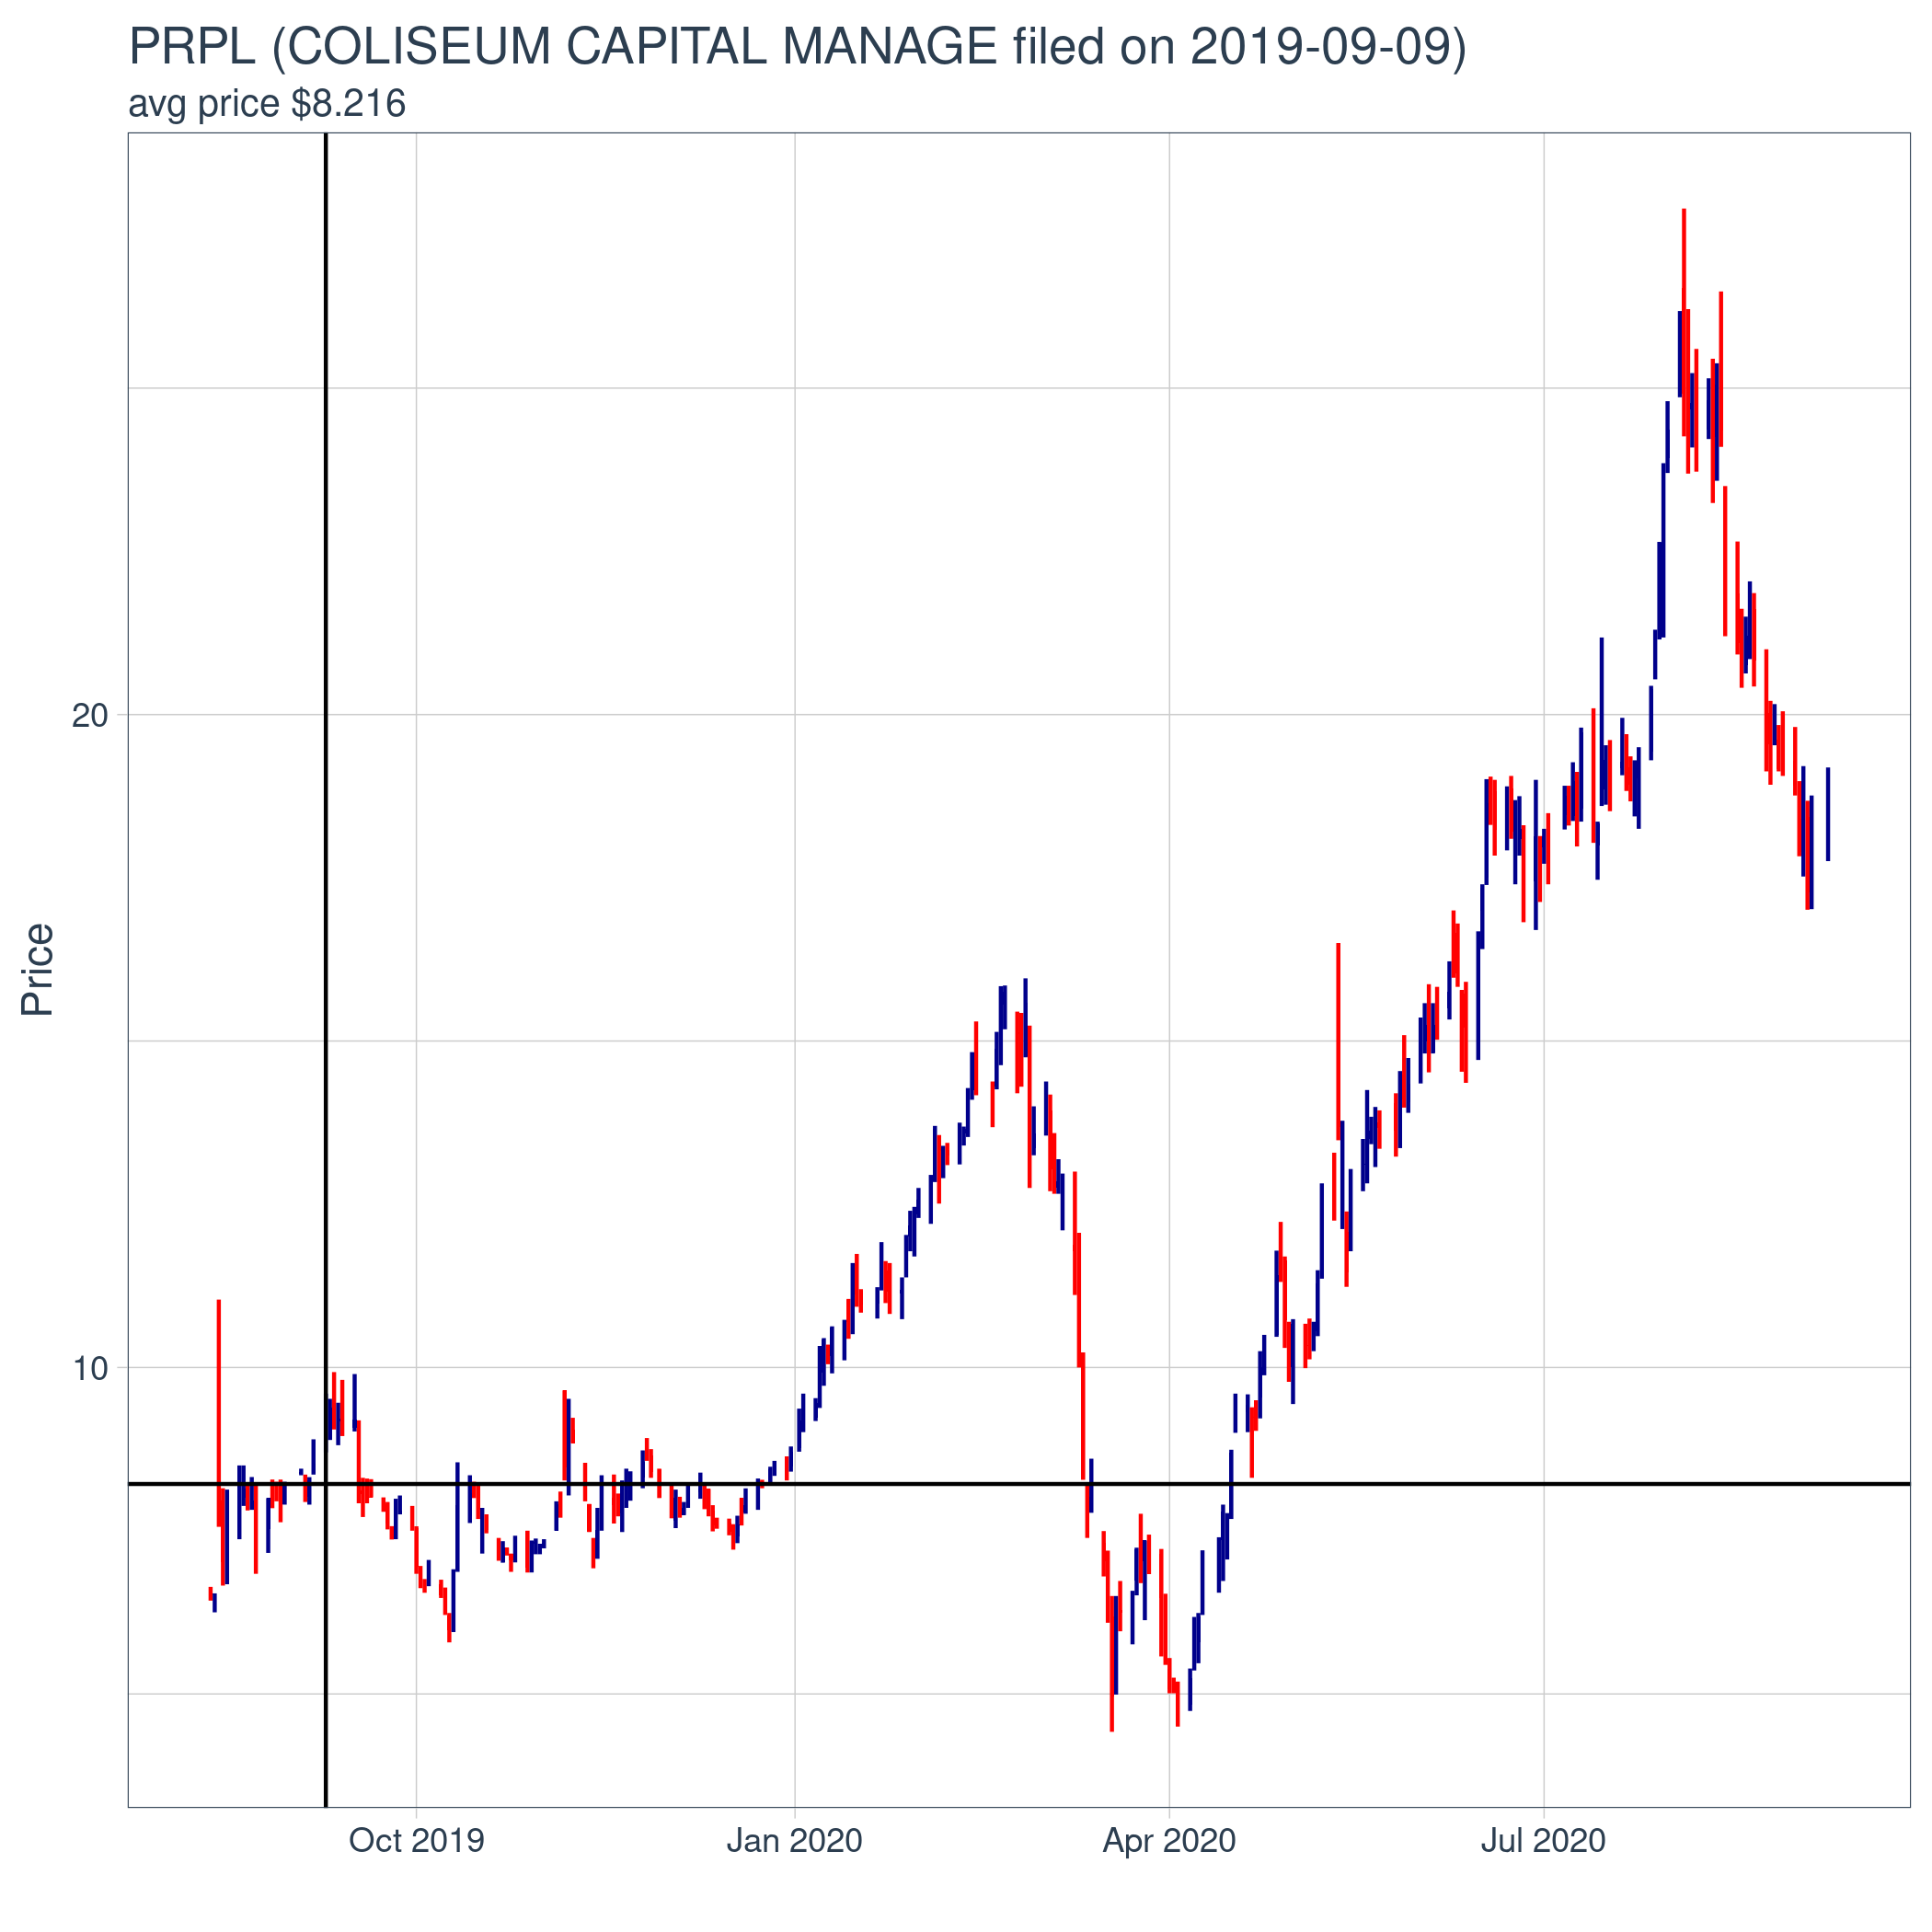 PRPL (COLISEUM CAPITAL MANAGE filed on 2019-09-09)
avg price $8.216
20
Price
10
Oct 2019 Jan 2020 Apr 2020 Jul 2020